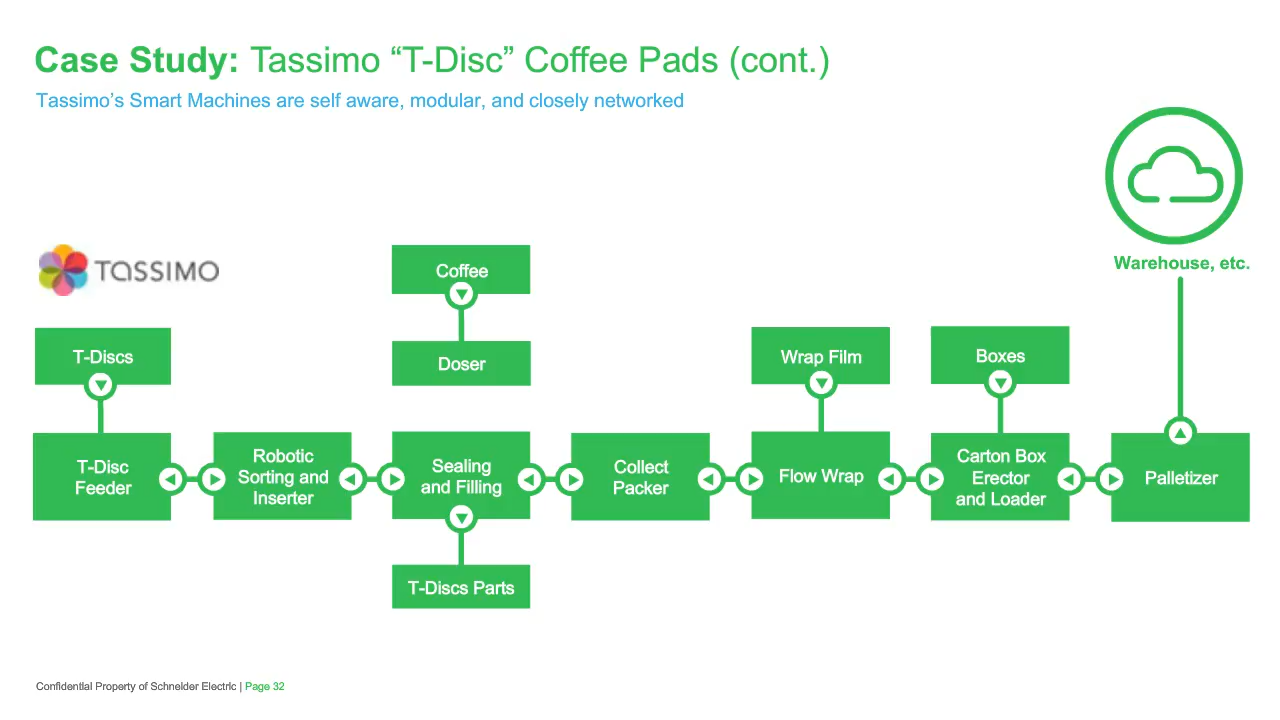 Case Study: Tassimo “T-Disc” Coffee Pads (cont.)
Tassimo’s Smart Machines are self aware, modular, and closely networked
Warehouse, etc.
TASSIMO
Coffee
Doser
T-Discs
Wrap Film
Boxes
T-Disc
Feeder
Robotic
Sorting and
Inserter
Sealing
and Filling
Collect
Packer
Flow Wrap
Carton Box
Erector
and Loader
Palletizer
T-Discs Parts
Confidential Property of Schneider Electric | Page 32